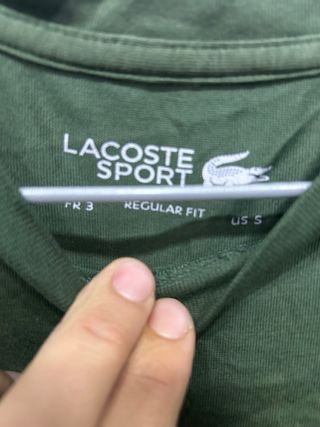 LACOSTE
SPORT
FR 3 REGULAR FIT US S